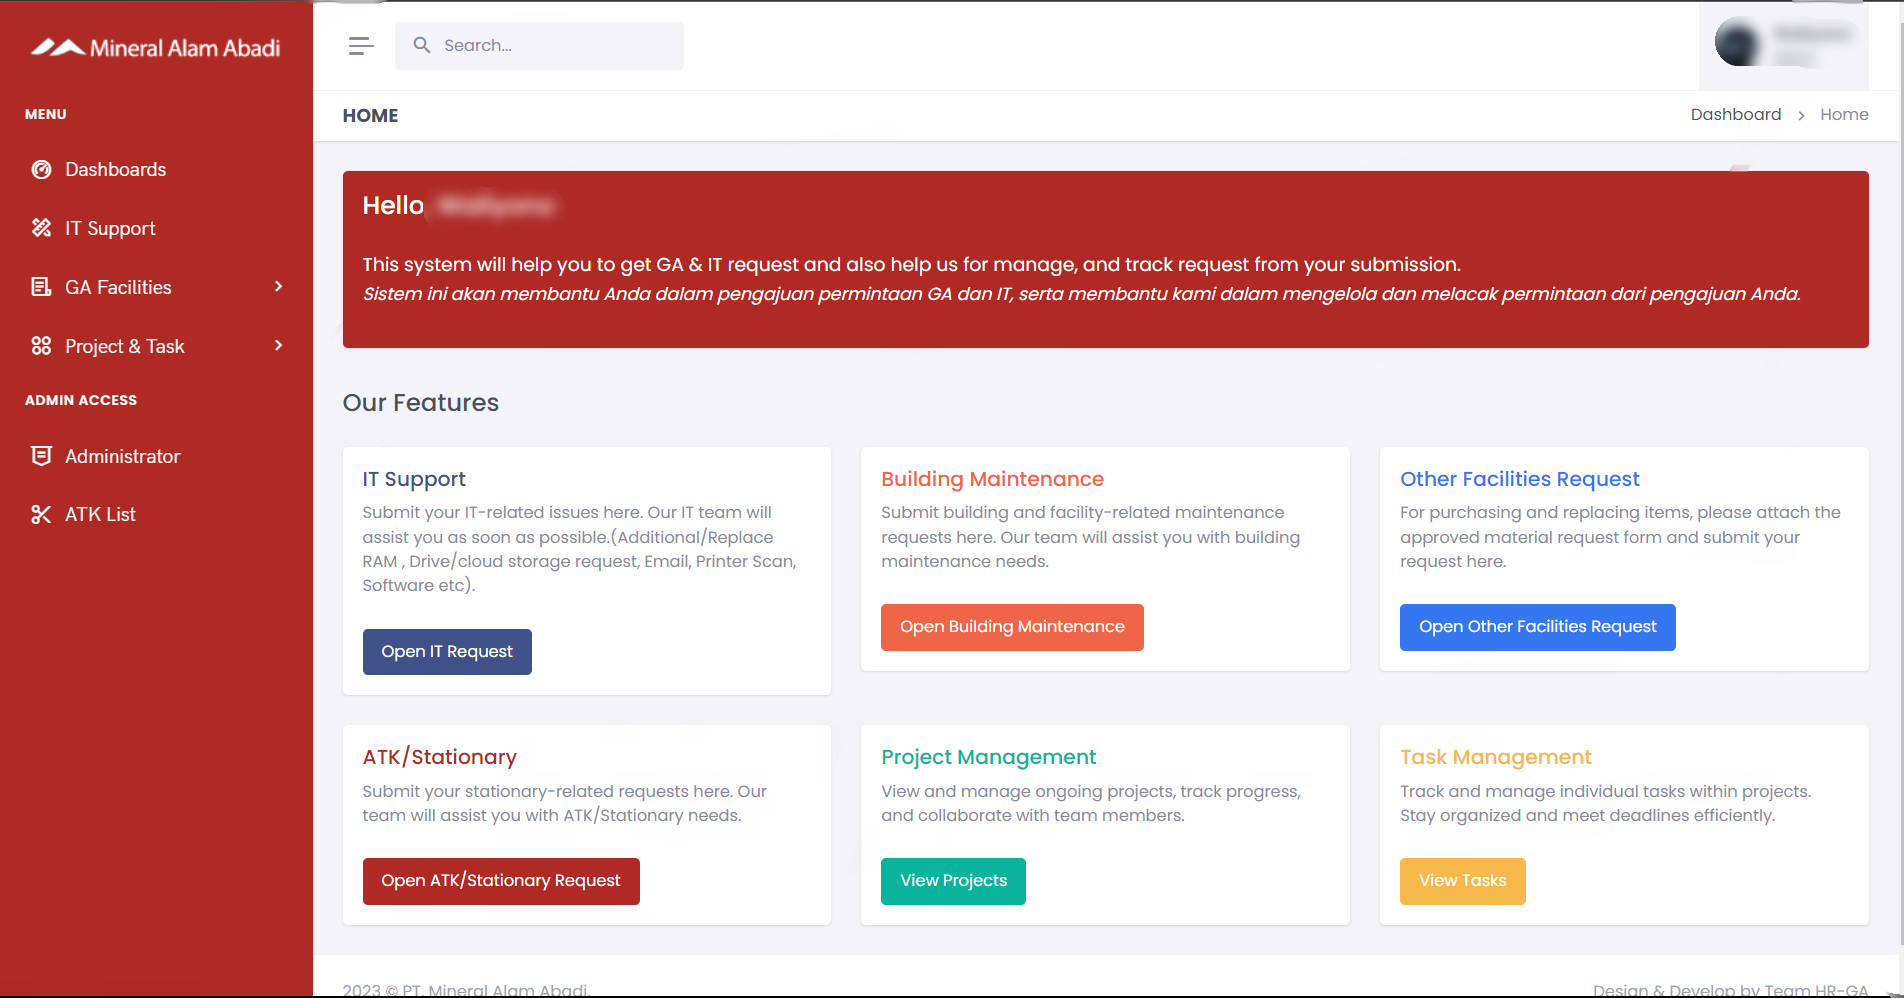 Mineral Alam Abadi
Search...
MENU
HOME
Dashboard > Home
Dashboards
IT Support
GA Facilities
Project & Task
ADMIN ACCESS
Administrator
ATK List
Hello,
This system will help you to get GA & IT request and also help us for manage, and track request from your submission.
Sistem ini akan membantu Anda dalam pengajuan permintaan GA dan IT, serta membantu kami dalam mengelola dan melacak permintaan dari pengajuan Anda.
Our Features
IT Support
Submit your IT-related issues here. Our IT team will
assist you as soon as possible.(Additional/Replace
RAM , Drive/cloud storage request, Email, Printer Scan,
Software etc).
Open IT Request
Building Maintenance
Submit building and facility-related maintenance
requests here. Our team will assist you with building
maintenance needs.
Open Building Maintenance
Other Facilities Request
For purchasing and replacing items, please attach the
approved material request form and submit your
request here.
Open Other Facilities Request
ATK/Stationary
Submit your stationary-related requests here. Our
team will assist you with ATK/Stationary needs.
Open ATK/Stationary Request
Project Management
View and manage ongoing projects, track progress,
and collaborate with team members.
View Projects
Task Management
Track and manage individual tasks within projects.
Stay organized and meet deadlines efficiently.
View Tasks
2023 © PT. Mineral Alam Abadi.
Design & Develop by Team HR-GA